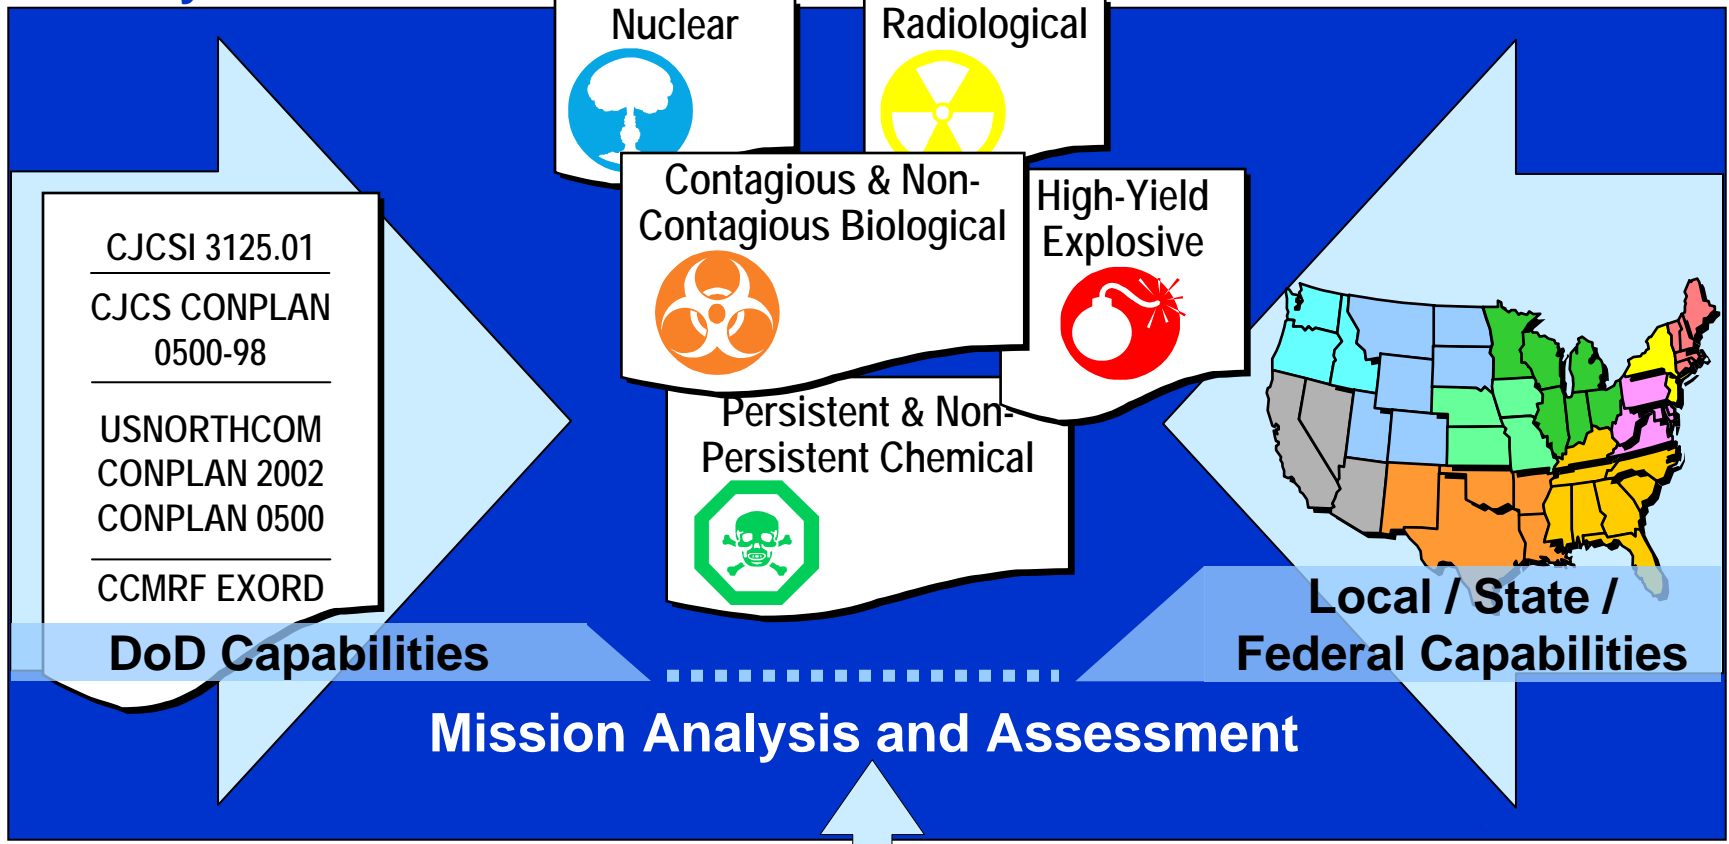 Nuclear
Radiological
Contagious & Non-
Contagious Biological
High-Yield
Explosive
CJCSI 3125.01
CJCS CONPLAN
0500-98
USNORTHCOM
CONPLAN 2002
CONPLAN 0500
CCMRF EXORD
Persistent & Non-
Persistent Chemical
DoD Capabilities
Local / State /
Federal Capabilities
Mission Analysis and Assessment